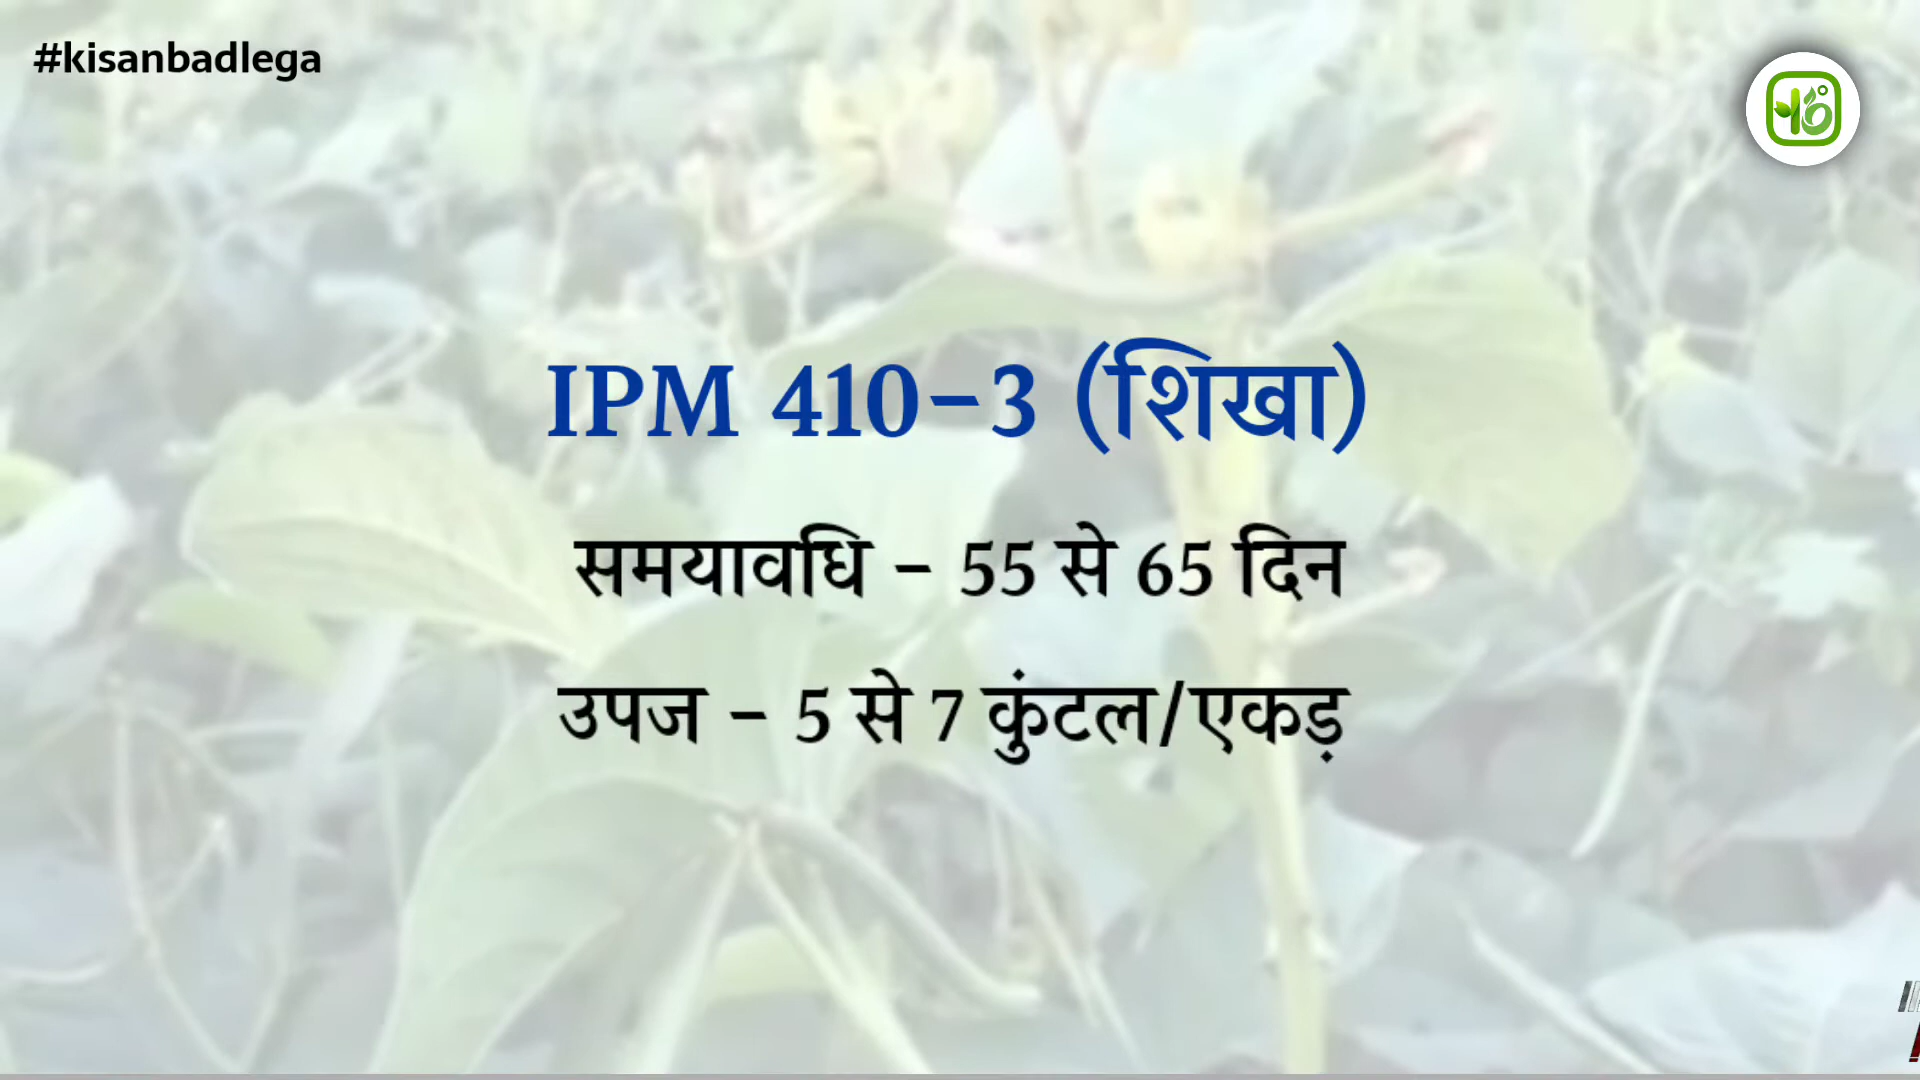 #kisanbadlega
IPM 410-3 (शिखा)
समयावधि - 55 से 65 दिन
उपज - 5 से 7 कुंटल/एकड़